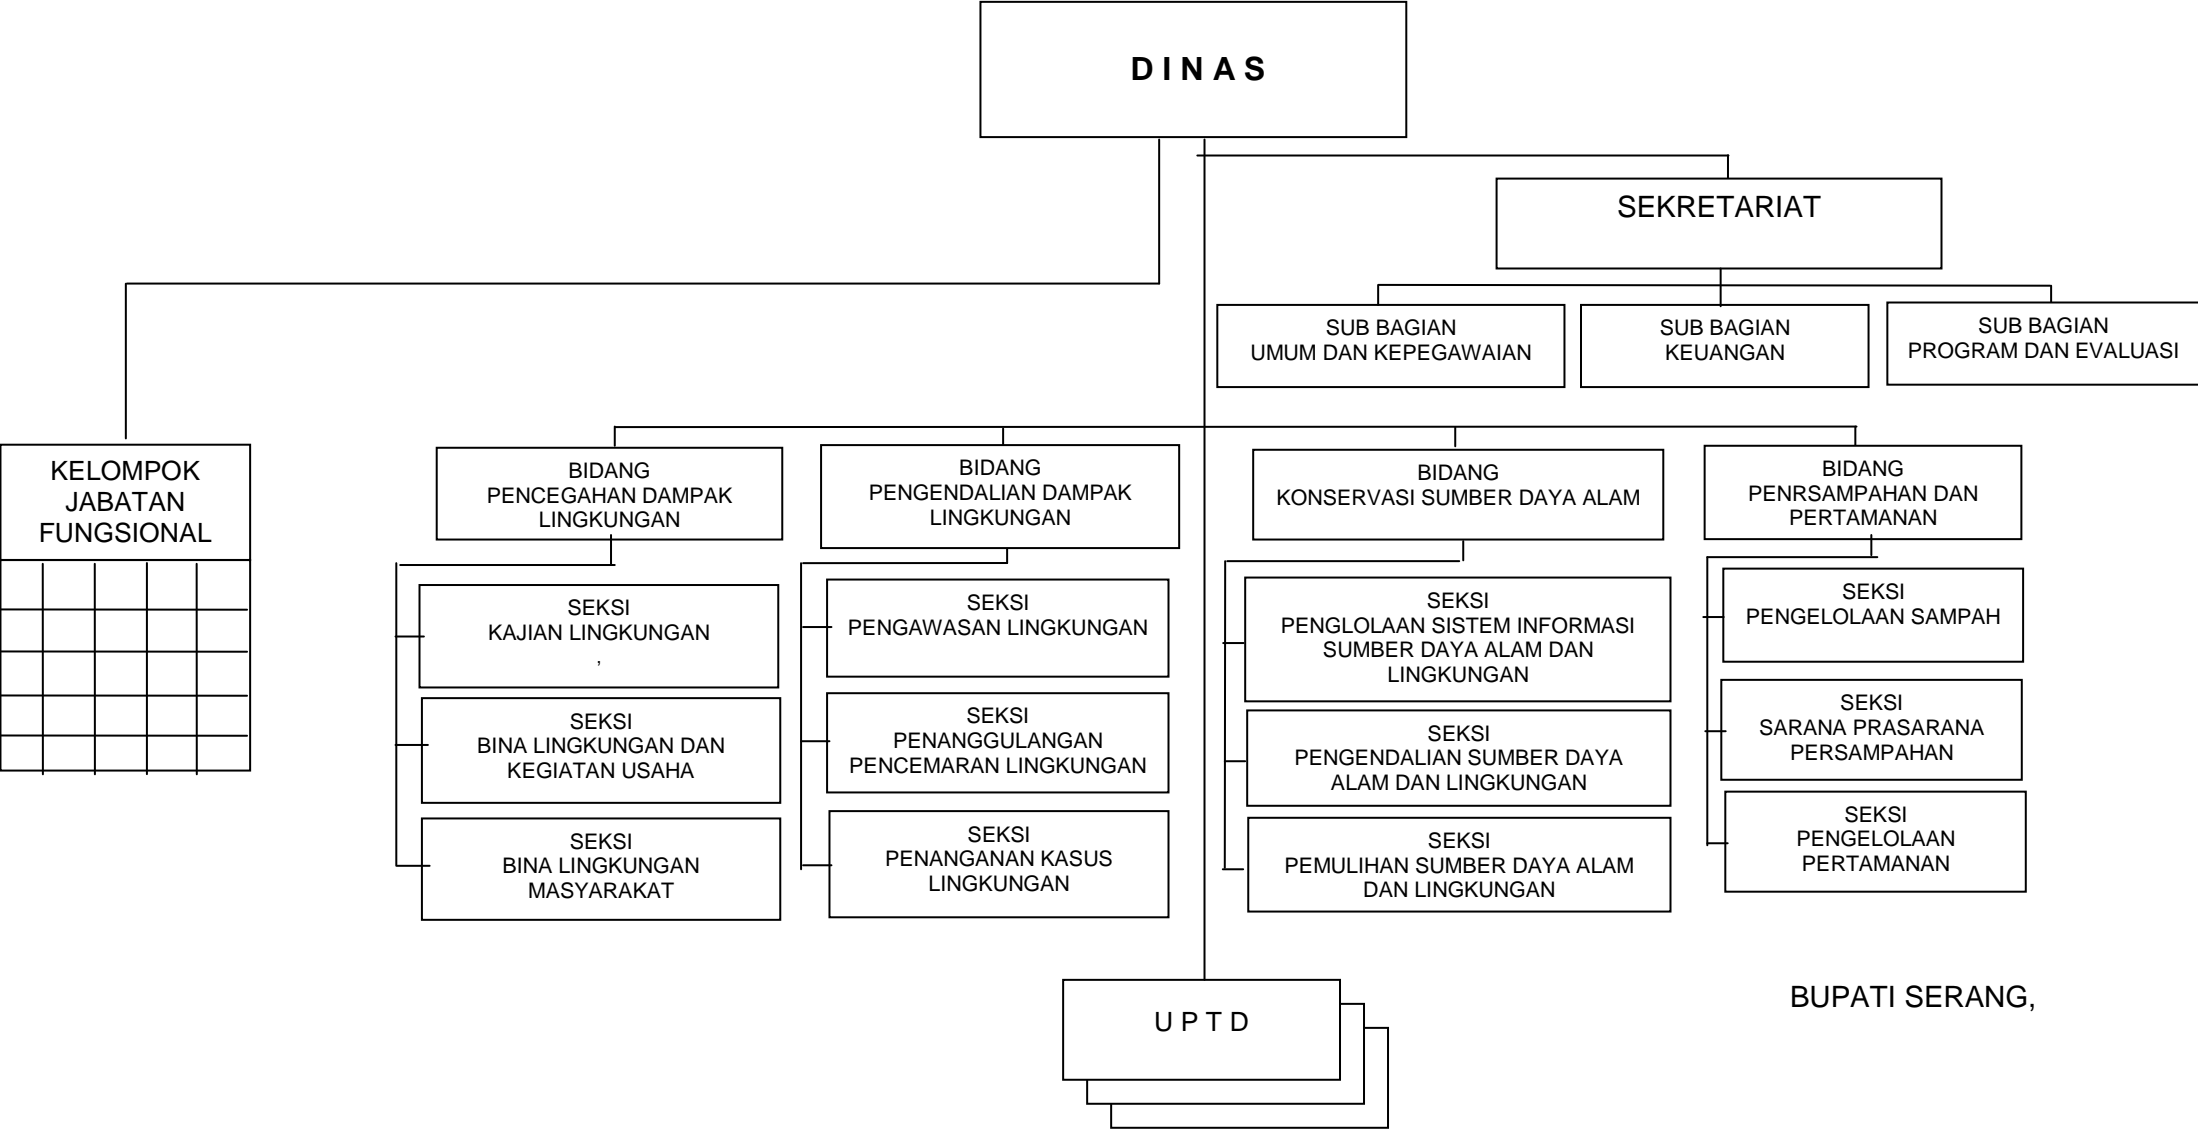 D I N A S
SEKRETARIAT
SUB BAGIAN
UMUM DAN KEPEGAWAIAN
SUB BAGIAN
KEUANGAN
SUB BAGIAN
PROGRAM DAN EVALUASI
KELOMPOK
JABATAN
FUNGSIONAL
BIDANG
PENCEGAHAN DAMPAK
LINGKUNGAN
BIDANG
PENGENDALIAN DAMPAK
LINGKUNGAN
BIDANG
KONSERVASI SUMBER DAYA ALAM
BIDANG
PENRSAMPAHAN DAN
PERTAMANAN
SEKSI
KAJIAN LINGKUNGAN
,
SEKSI
BINA LINGKUNGAN DAN
KEGIATAN USAHA
SEKSI
BINA LINGKUNGAN
MASYARAKAT
SEKSI
PENGAWASAN LINGKUNGAN
SEKSI
PENANGGULANGAN
PENCEMARAN LINGKUNGAN
SEKSI
PENANGANAN KASUS
LINGKUNGAN
SEKSI
PENGLOLAAN SISTEM INFORMASI
SUMBER DAYA ALAM DAN
LINGKUNGAN
SEKSI
PENGENDALIAN SUMBER DAYA
ALAM DAN LINGKUNGAN
SEKSI
PEMULIHAN SUMBER DAYA ALAM
DAN LINGKUNGAN
SEKSI
PENGELOLAAN SAMPAH
SEKSI
SARANA PRASARANA
PERSAMPAHAN
SEKSI
PENGELOLAAN
PERTAMANAN
U P T D
BUPATI SERANG,